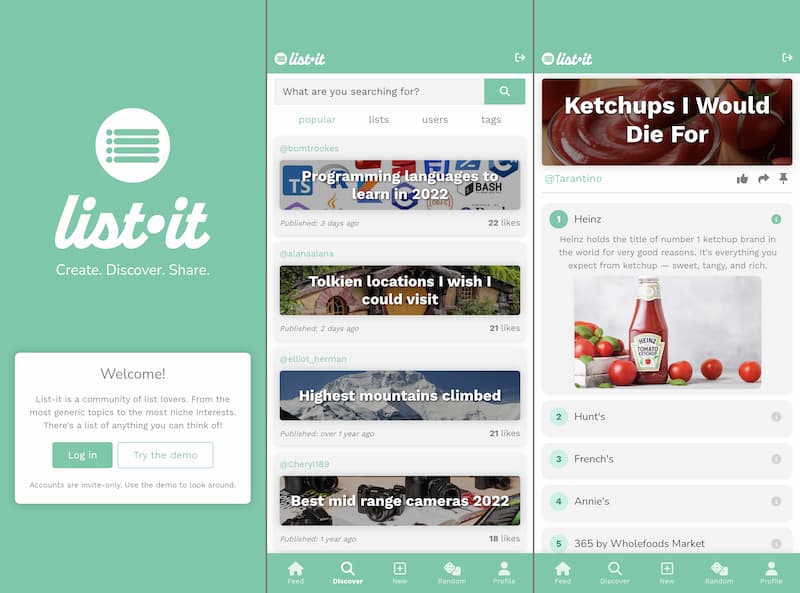 list•it
Create. Discover. Share.
Welcome!
List-it is a community of list lovers. From the
most generic topics to the most niche interests.
There's a list of anything you can think of!
Log in
Try the demo
Accounts are invite-only. Use the demo to look around.
list•it
What are you searching for?
popular
lists
users
tags
@bomtrookes
Programming languages to
learn in 2022
TS
BASH
Published: 3 days ago
22 likes
@alanaalana
Tolkien locations I wish I
could visit
Published: 2 days ago
21 likes
@elliot_herman
Highest mountains climbed
Published: over 1 year ago
21 likes
@Cheryl189
Best mid range cameras 2022
Published: 1 year ago
18 likes
Feed
Discover
New
Random
Profile
list•it
Ketchups I Would
Die For
@Tarantino
1
Heinz
Heinz holds the title of number 1 ketchup brand in
the world for very good reasons. It's everything you
expect from ketchup — sweet, tangy, and rich.
HEINZ
TOMATO
KETCHUP
2
Hunt's
3
French's
4
Annie's
5
365 by Wholefoods Market
Feed
Discover
New
Random
Profile